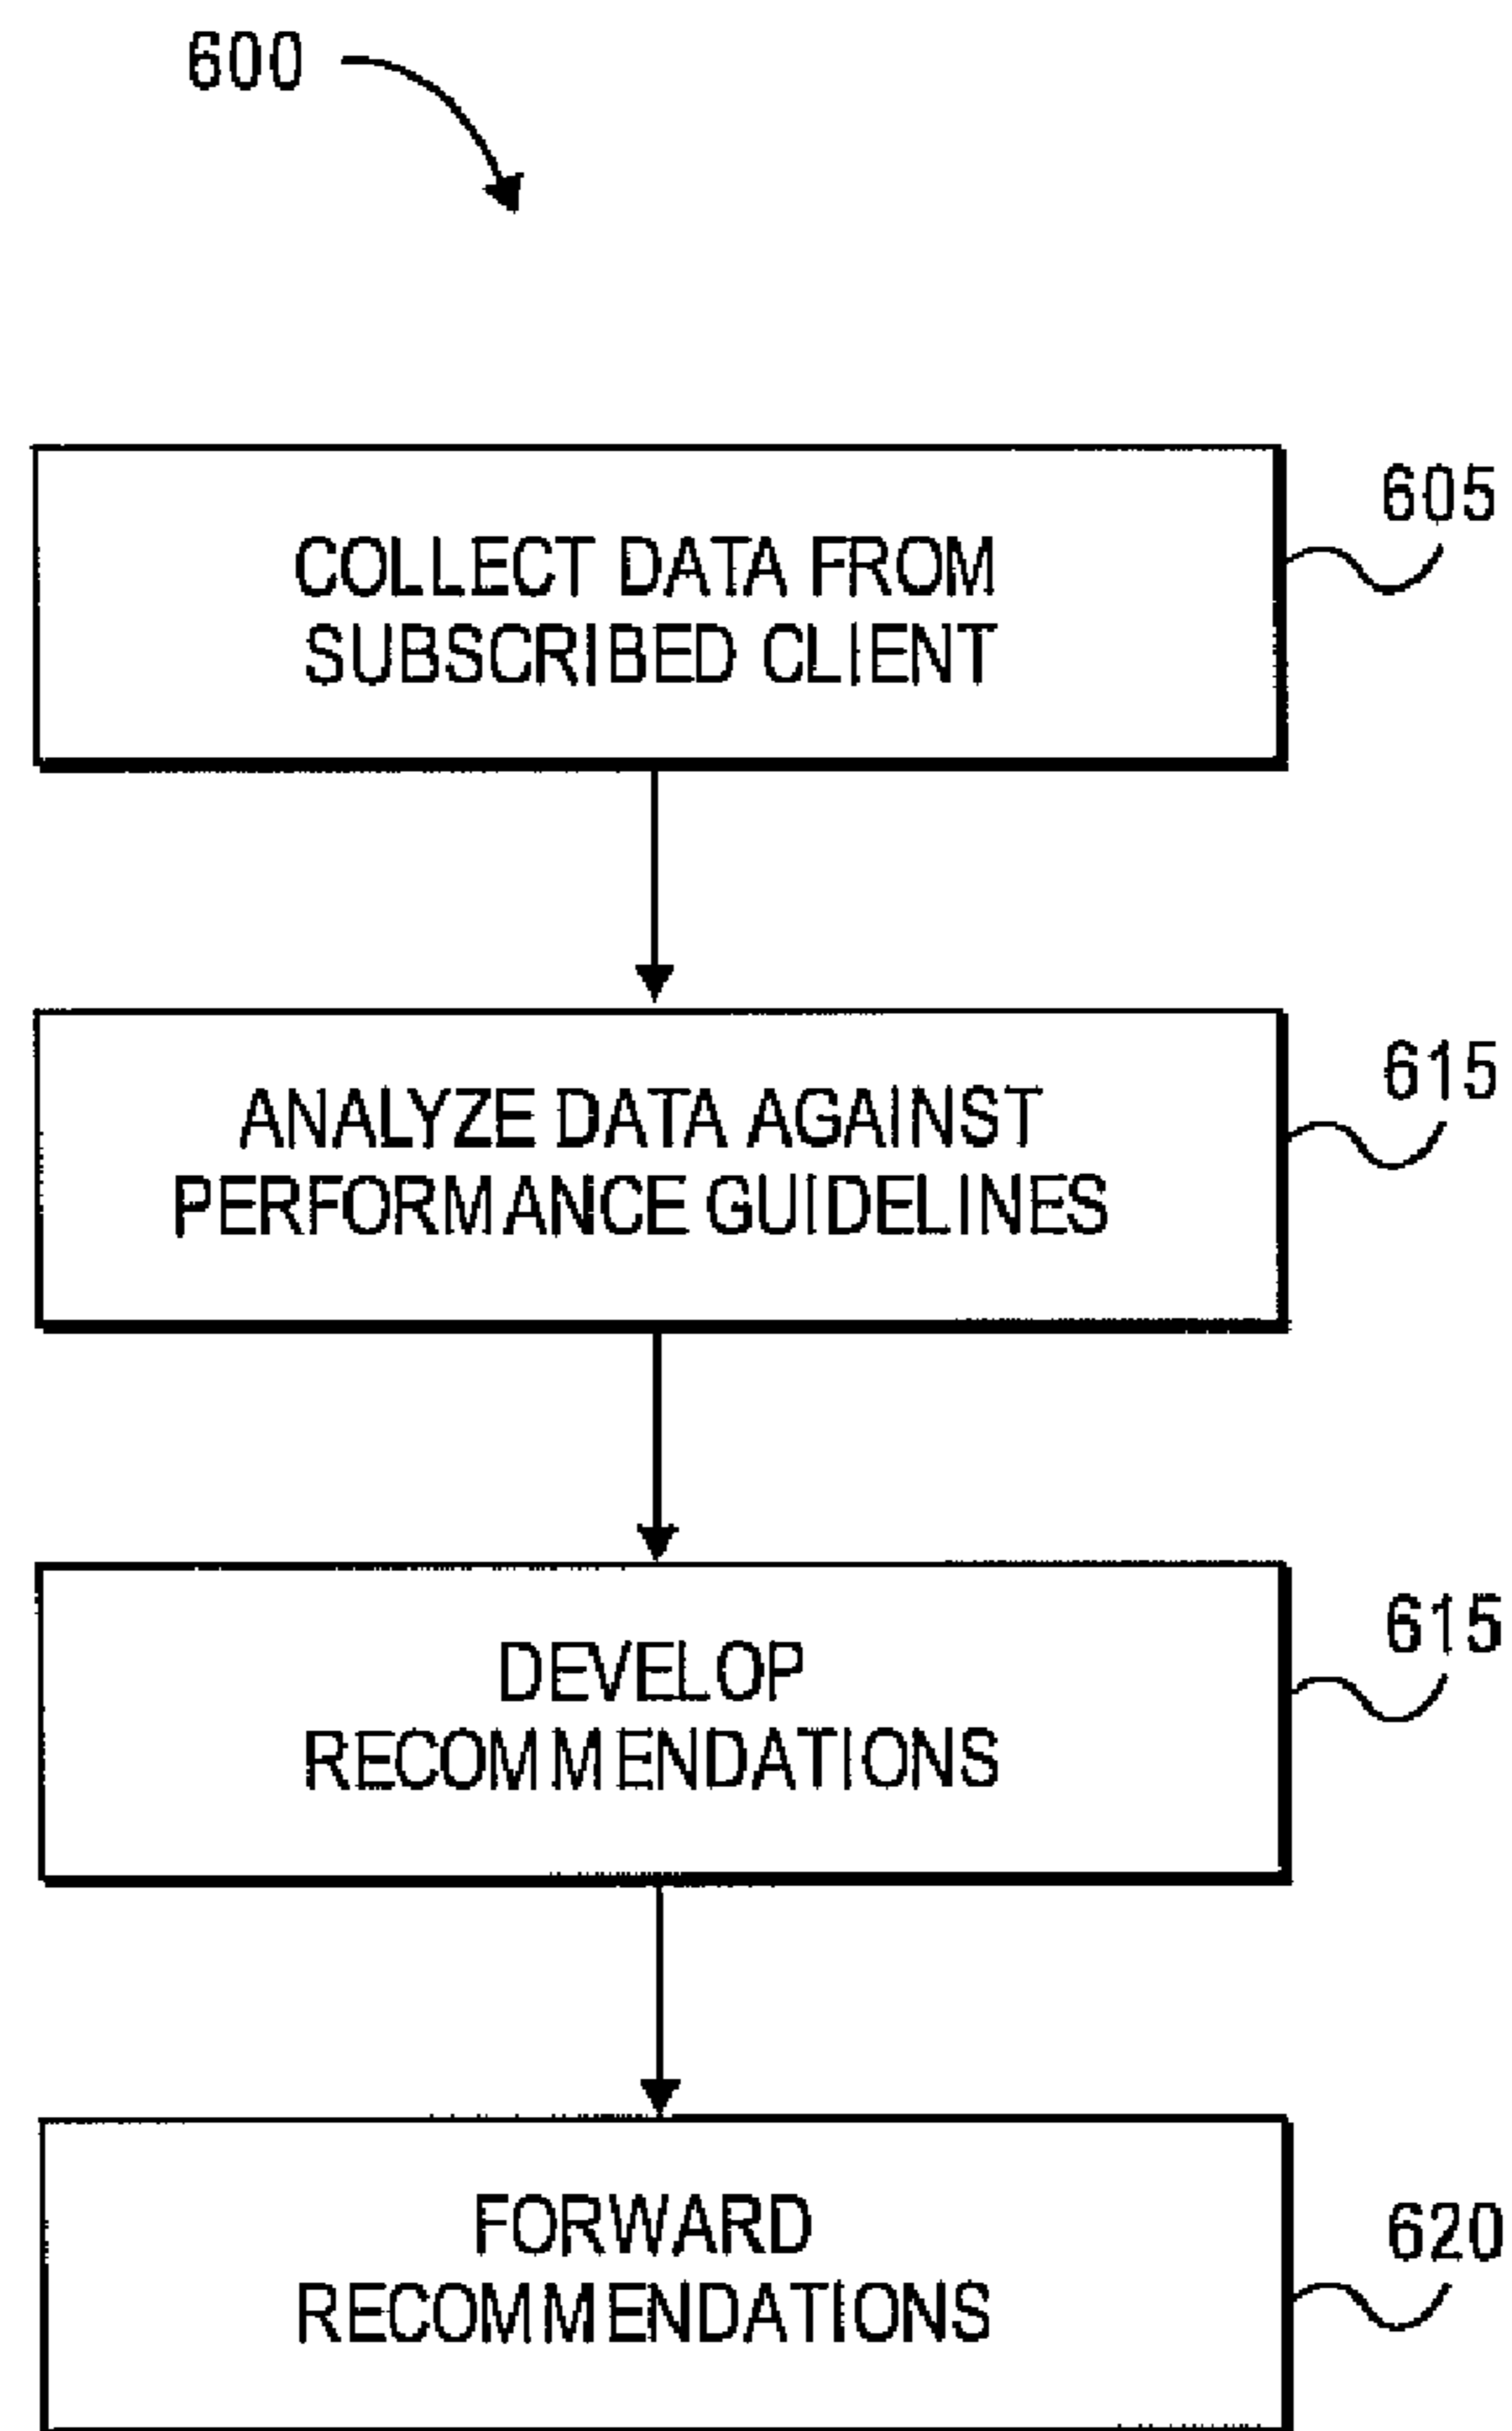 600
COLLECT DATA FROM
SUBSCRIBED CLIENT
605
ANALYZE DATA AGAINST
PERFORMANCE GUIDELINES
615
DEVELOP
RECOMMENDATIONS
615
FORWARD
RECOMMENDATIONS
620